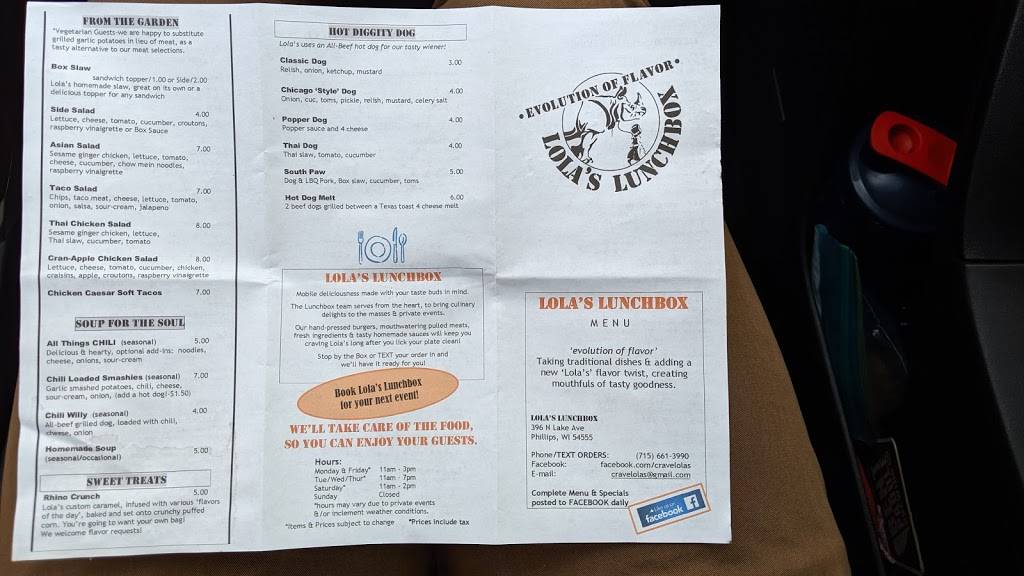 FROM THE GARDEN
"Vegetarian Guests-we are happy to substitute
grilled garlic potatoes in lieu of meat, as a
tasty alternative to our meat selections.
Box Slaw
sandwich topper/1.00 or Side/2.00
Lola's homemade slaw, great on its own or a
delicious topper for any sandwich
Side Salad 4.00
Lettuce, cheese, tomato, cucumber, croutons,
raspberry vinaigrette or Box Sauce
Asian Salad 7.00
Sesame ginger chicken, lettuce, tomato,
cheese, cucumber, chow mein noodles,
raspberry vinaigrette
Taco Salad 7.00
Chips, taco meat, cheese, lettuce, tomato,
onion, salsa, sour-cream, jalapeno
Thai Chicken Salad 8.00
Sesame ginger chicken, lettuce,
Thai slaw, cucumber, tomato
Cran-Apple Chicken Salad 8.00
Lettuce, cheese, tomato, cucumber, chicken,
craisins, apple, croutons, raspberry vinaigrette
Chicken Caesar Soft Tacos 7.00
SOUP FOR THE SOUL
All Things CHILI (seasonal) 5.00
Delicious & hearty, optional add-ins: noodles,
cheese, onions, sour-cream
Chili Loaded Smashies (seasonal) 7.00
Garlic smashed potatoes, chili, cheese,
sour-cream, onion, (add a hot dog!-$1.50)
Chili Willy (seasonal) 4.00
All-beef grilled dog, loaded with chili,
cheese, onion
Homemade Soup 5.00
(seasonal/occasional)
SWEET TREATS
Rhino Crunch 5.00
Lola's custom caramel, infused with various 'flavors
of the day', baked and set onto crunchy puffed
corn. You're going to want your own bag!
We welcome flavor requests!
HOT DIGGITY DOG
Lola's uses an All-Beef hot dog for our tasty wiener!
Classic Dog 3.00
Relish, onion, ketchup, mustard
Chicago 'Style' Dog 4.00
Onion, cuc, toms, pickle, relish, mustard, celery salt
Popper Dog 4.00
Popper sauce and 4 cheese
Thai Dog 4.00
Thai slaw, tomato, cucumber
South Paw 5.00
Dog & LBQ Pork, Box slaw, cucumber, toms
Hot Dog Melt 6.00
2 beef dogs grilled between a Texas toast 4 cheese melt
LOLA'S LUNCHBOX
Mobile deliciousness made with your taste buds in mind.
The Lunchbox team serves from the heart, to bring culinary
delights to the masses & private events.
Our hand-pressed burgers, mouthwatering pulled meats,
fresh ingredients & tasty homemade sauces will keep you
craving Lola's long after you lick your plate clean!
Stop by the Box or TEXT your order in and
we'll have it ready for you!
Book Lola's Lunchbox
for your next event!
WE'LL TAKE CARE OF THE FOOD,
SO YOU CAN ENJOY YOUR GUESTS.
Hours:
Monday & Friday* 11am - 3pm
Tue/Wed/Thur* 11am - 7pm
Saturday* 11am - 2pm
Sunday Closed
*hours may vary due to private events
&/or inclement weather conditions.
*Items & Prices subject to change *Prices include tax
• EVOLUTION OF FLAVOR •
LOLA'S LUNCHBOX
LOLA'S LUNCHBOX
MENU
'evolution of flavor'
Taking traditional dishes & adding a
new 'Lola's' flavor twist, creating
mouthfuls of tasty goodness.
LOLA'S LUNCHBOX
396 N Lake Ave
Phillips, WI 54555
Phone/TEXT ORDERS: (715) 661-3990
Facebook: facebook.com/cravelolas
E-mail: cravelolas@gmail.com
Complete Menu & Specials
posted to FACEBOOK daily
facebook f